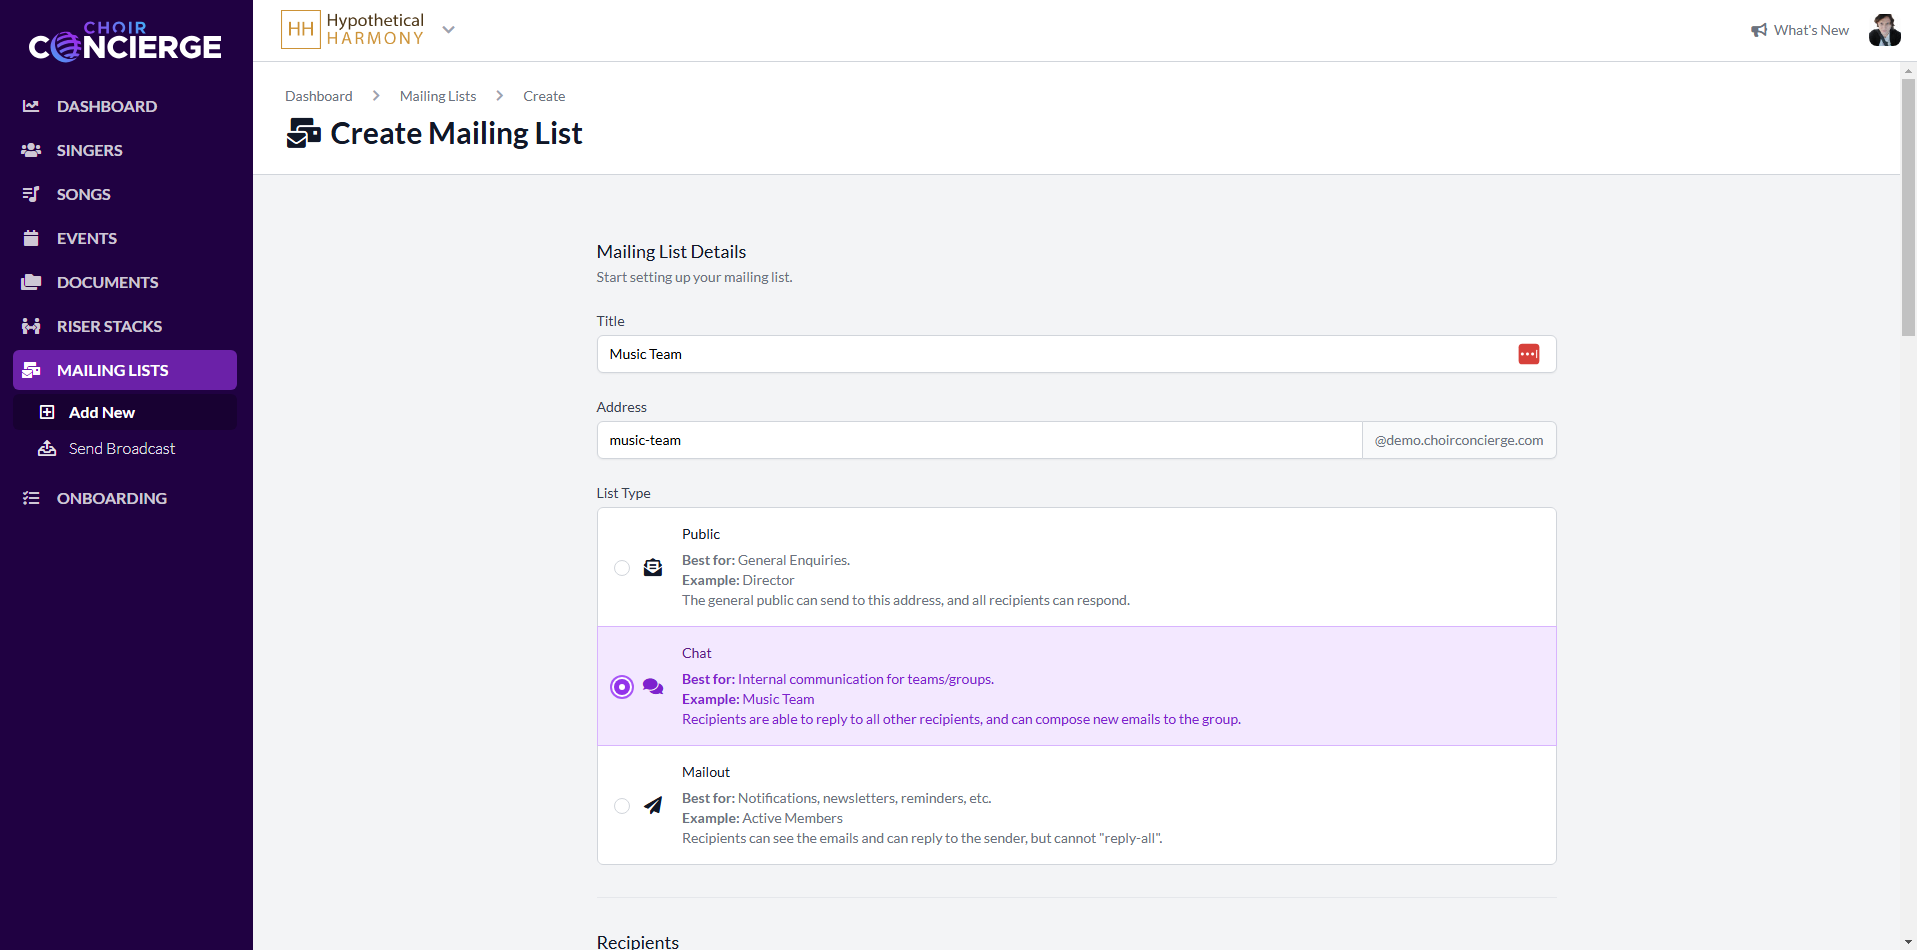 CHOIR
CONCIERGE
DASHBOARD
SINGERS
SONGS
EVENTS
DOCUMENTS
RISER STACKS
MAILING LISTS
Add New
Send Broadcast
ONBOARDING
HH
Hypothetical
HARMONY
What's New
Dashboard
Mailing Lists
Create
Create Mailing List
Mailing List Details
Start setting up your mailing list.
Title
Music Team
Address
music-team
@demo.choirconcierge.com
List Type
Public
Best for: General Enquiries.
Example: Director
The general public can send to this address, and all recipients can respond.
Chat
Best for: Internal communication for teams/groups.
Example: Music Team
Recipients are able to reply to all other recipients, and can compose new emails to the group.
Mailout
Best for: Notifications, newsletters, reminders, etc.
Example: Active Members
Recipients can see the emails and can reply to the sender, but cannot "reply-all".
Recipients